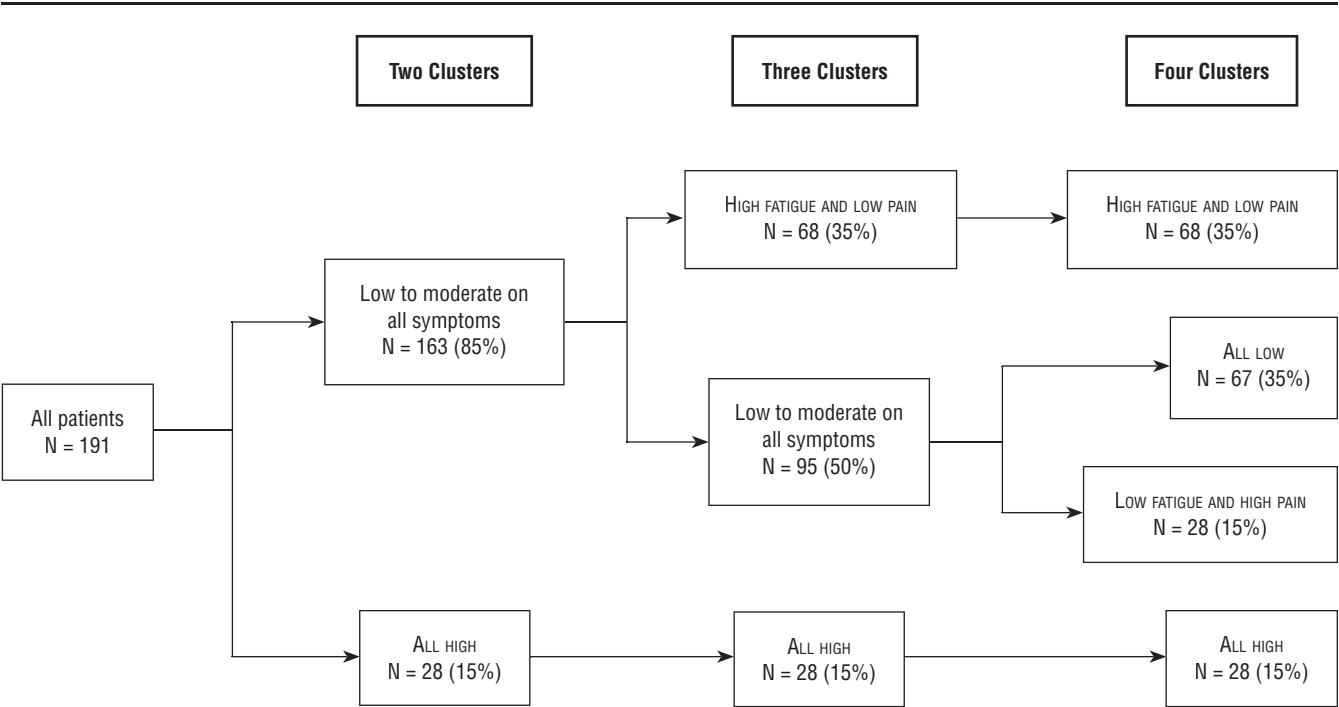 Two Clusters
Three Clusters
Four Clusters
HIGH FATIGUE AND LOW PAIN
N = 68 (35%)
HIGH FATIGUE AND LOW PAIN
N = 68 (35%)
Low to moderate on
all symptoms
N = 163 (85%)
ALL LOW
N = 67 (35%)
All patients
N = 191
Low to moderate on
all symptoms
N = 95 (50%)
LOW FATIGUE AND HIGH PAIN
N = 28 (15%)
ALL HIGH
N = 28 (15%)
ALL HIGH
N = 28 (15%)
ALL HIGH
N = 28 (15%)